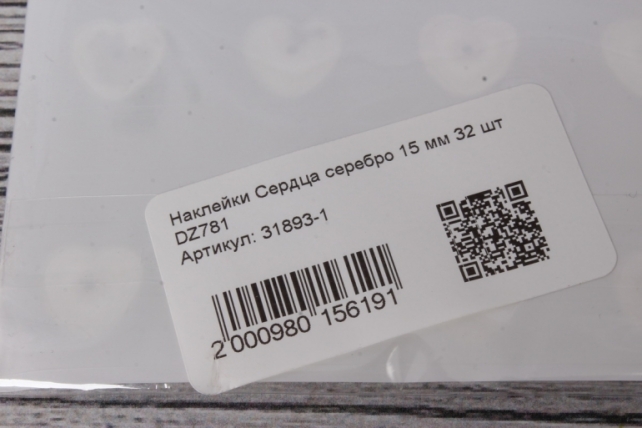 Наклейки Сердца серебро 15 мм 32 шт
DZ781
Артикул: 31893-1
2 000980 156191